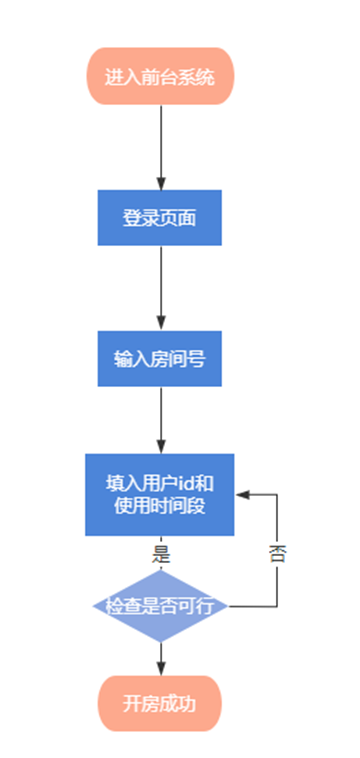 进入前台系统
登录页面
输入房间号
填入用户id和
使用时间段
是
否
检查是否可行
开房成功